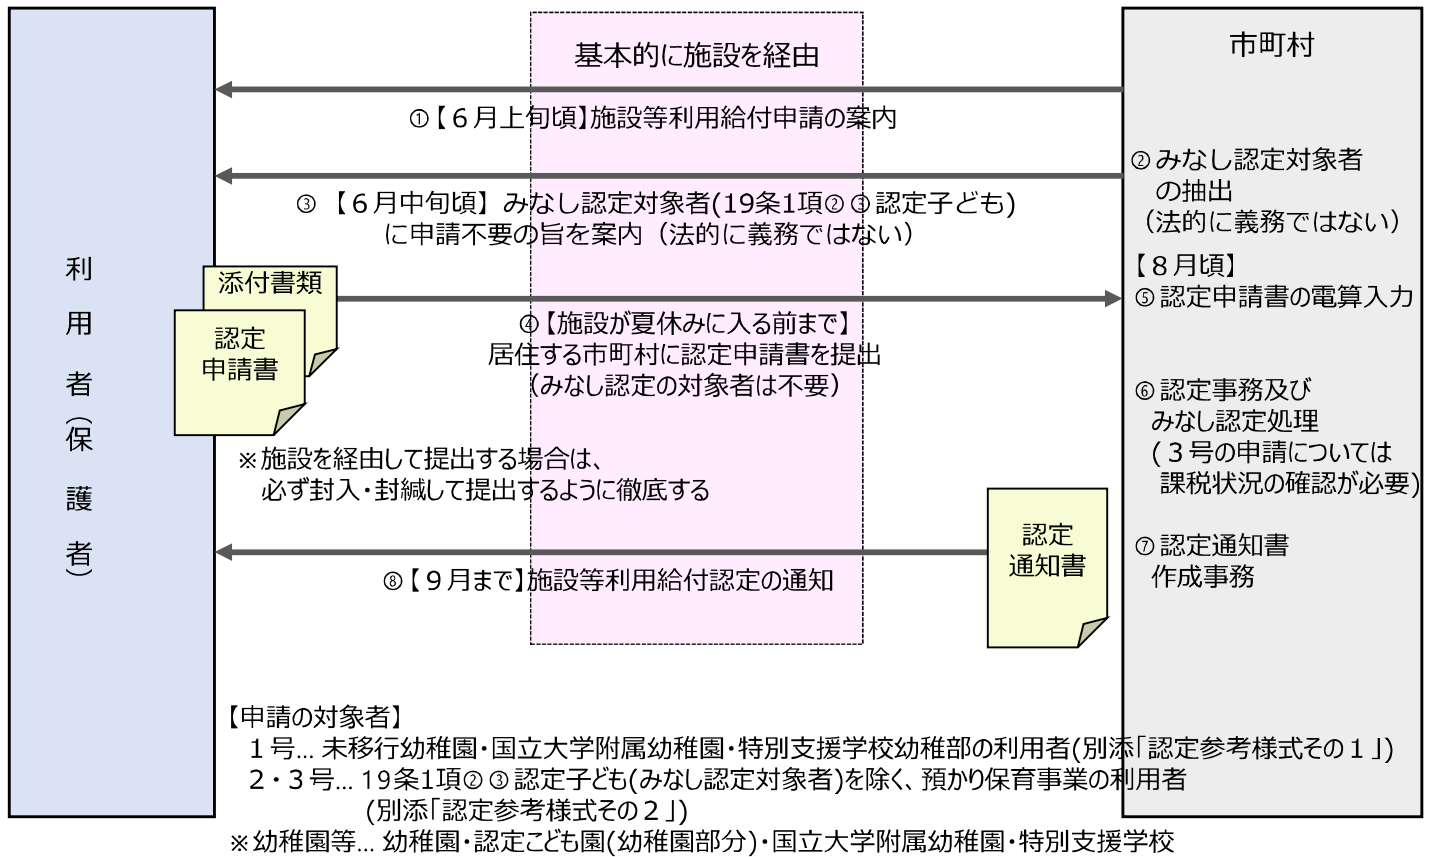 基本的に施設を経由
市町村
①【６月上旬頃】施設等利用給付申請の案内
②みなし認定対象者
の抽出
（法的に義務ではない）
③ 【６月中旬頃】みなし認定対象者(19条1項②③認定子ども)
に申請不要の旨を案内（法的に義務ではない）
利用者（保護者）
添付書類
認定
申請書
【８月頃】
⑤認定申請書の電算入力
④【施設が夏休みに入る前まで】
居住する市町村に認定申請書を提出
（みなし認定の対象者は不要）
⑥認定事務及び
みなし認定処理
(３号の申請については
課税状況の確認が必要)
※施設を経由して提出する場合は、
必ず封入・封緘して提出するように徹底する
認定
通知書
⑦認定通知書
作成事務
⑧【９月まで】施設等利用給付認定の通知
【申請の対象者】
１号… 未移行幼稚園・国立大学附属幼稚園・特別支援学校幼稚部の利用者(別添「認定参考様式その１」)
２・３号… 19条1項②③認定子ども(みなし認定対象者)を除く、預かり保育事業の利用者
(別添「認定参考様式その２」)
※幼稚園等… 幼稚園・認定こども園(幼稚園部分)・国立大学附属幼稚園・特別支援学校